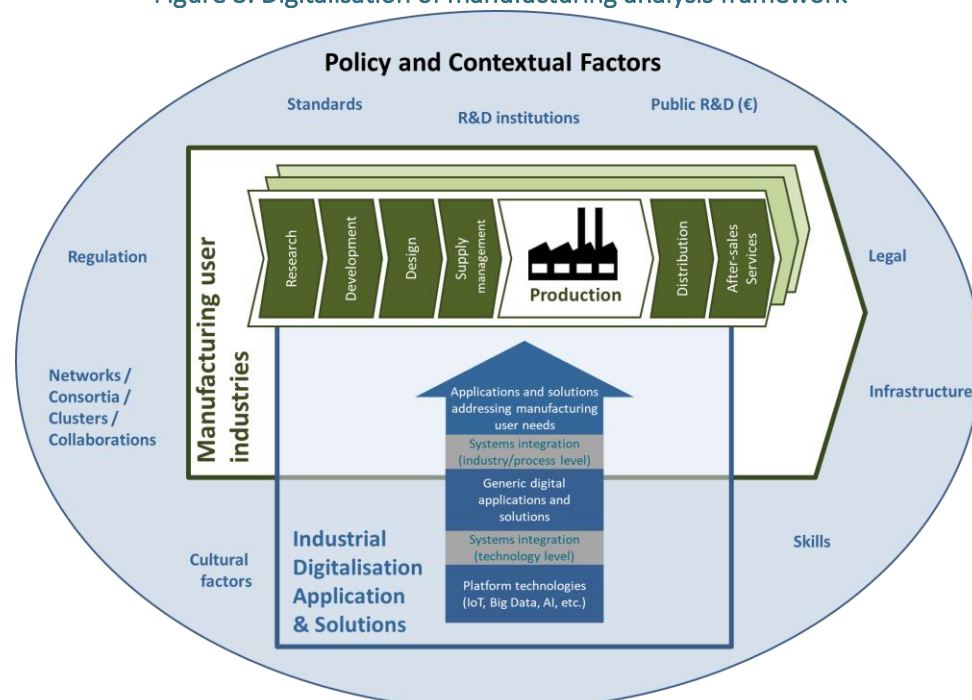 Figure 3: Digitalisation of manufacturing analysis framework
Policy and Contextual Factors
Standards
R&D institutions
Public R&D (€)
Regulation
Networks /
Consortia /
Clusters /
Collaborations
Cultural
factors
Legal
Infrastructure
Skills
Manufacturing user
industries
Research
Development
Design
Supply
management
Production
Distribution
After-sales
Services
Applications and solutions
addressing manufacturing
user needs
Systems integration
(industry/process level)
Generic digital
applications and
solutions
Systems integration
(technology level)
Platform technologies
(IoT, Big Data, AI, etc.)
Industrial
Digitalisation
Application
& Solutions